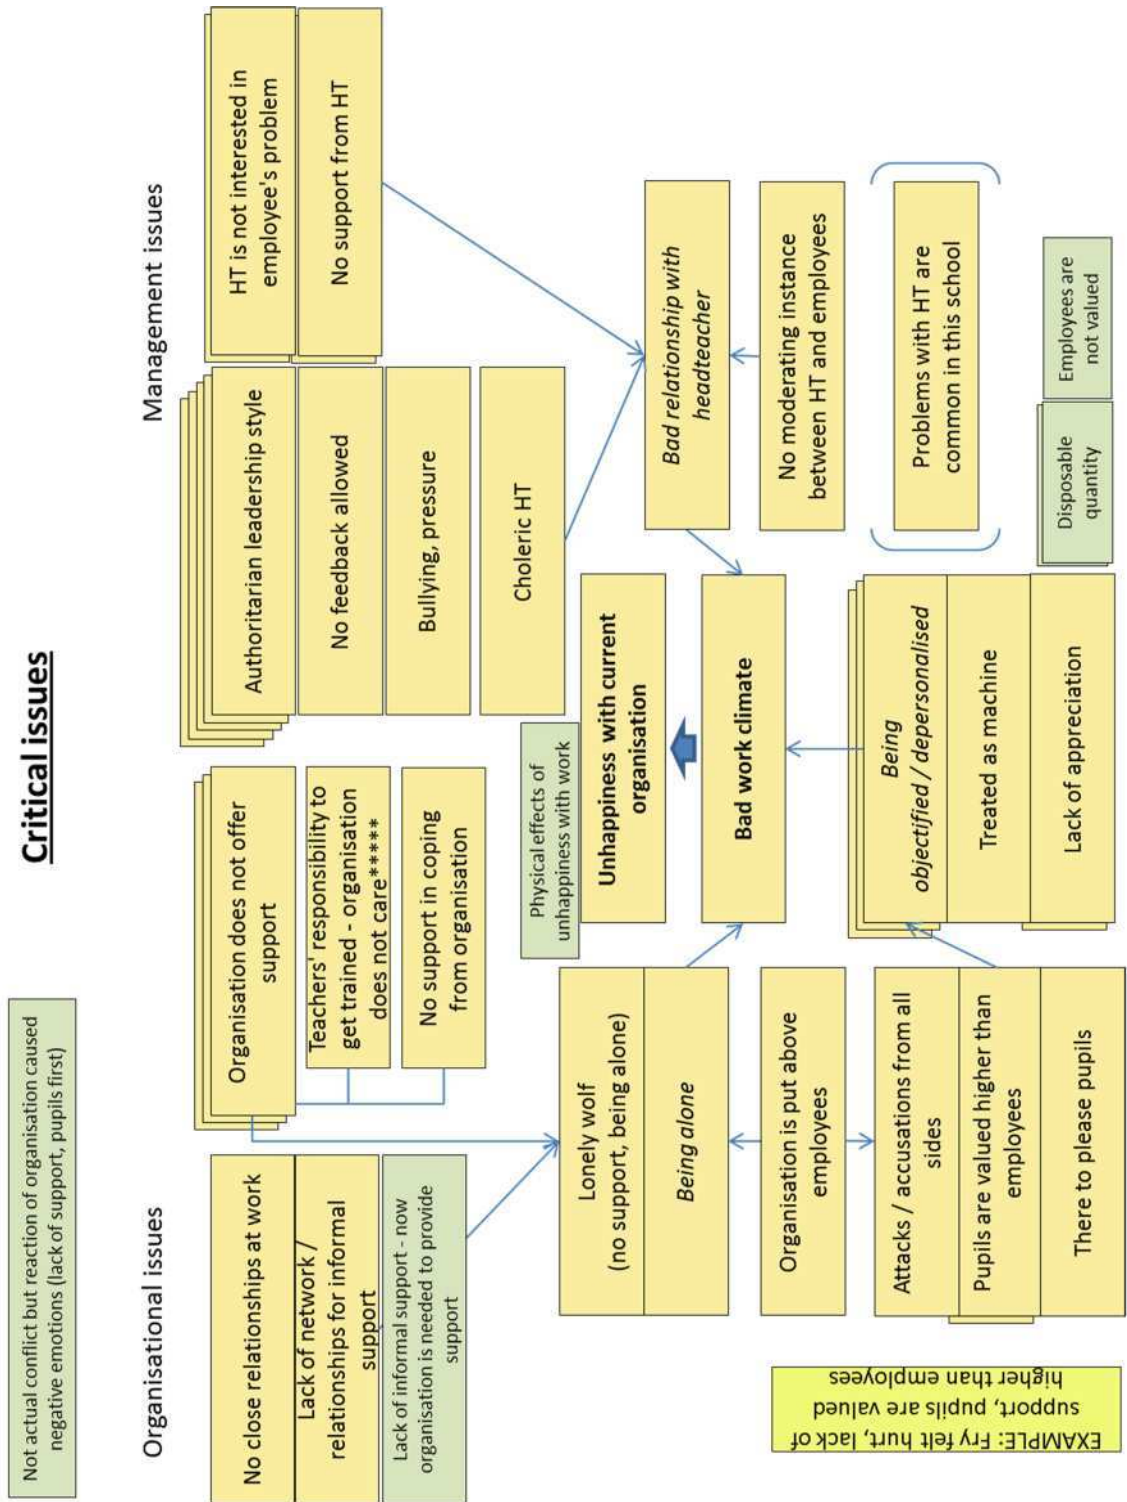 Critical issues
Not actual conflict but reaction of organisation caused
negative emotions (lack of support, pupils first)
Organisational issues
Management issues
No close relationships at work
Lack of network /
relationships for informal
support
Lack of informal support - now
organisation is needed to provide
support
Organisation does not offer
support
Teachers' responsibility to
get trained - organisation
does not care*****
No support in coping
from organisation
Authoritarian leadership style
No feedback allowed
Bullying, pressure
Choleric HT
HT is not interested in
employee's problem
No support from HT
Physical effects of
unhappiness with work
Unhappiness with current
organisation
Bad work climate
Lonely wolf
(no support, being alone)
Being alone
Organisation is put above
employees
Attacks / accusations from all
sides
Pupils are valued higher than
employees
There to please pupils
Bad relationship with
headteacher
No moderating instance
between HT and employees
Problems with HT are
common in this school
Being
objectified / depersonalised
Treated as machine
Lack of appreciation
Disposable
quantity
Employees are
not valued
EXAMPLE: Fry felt hurt, lack of
support, pupils are valued
higher than employees